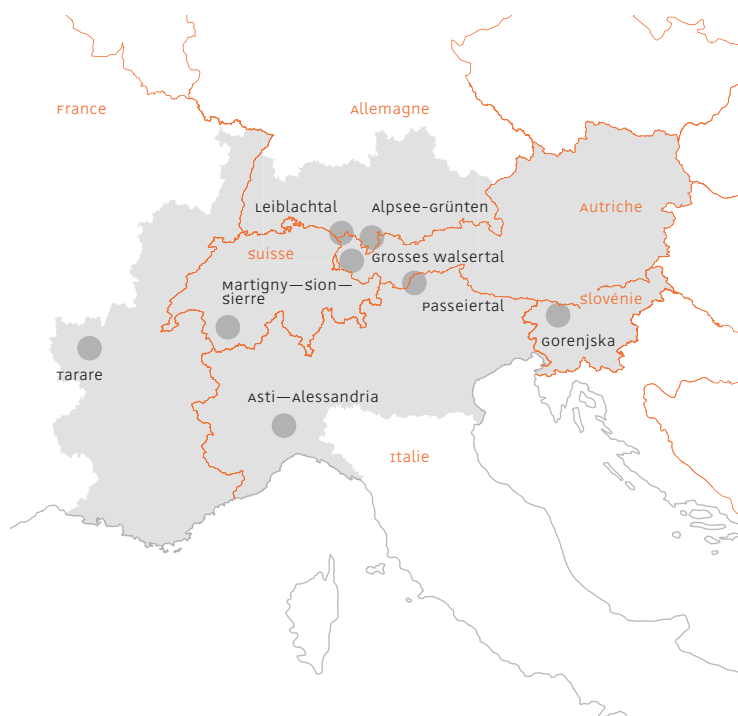 France
Allemagne
Leiblachtal
Alpsee-Grünten
Autriche
Suisse
Grosses Walsertal
Martigny—Sion—
Sierre
Passeiertal
Slovénie
Gorenjska
Tarare
Asti—Alessandria
Italie